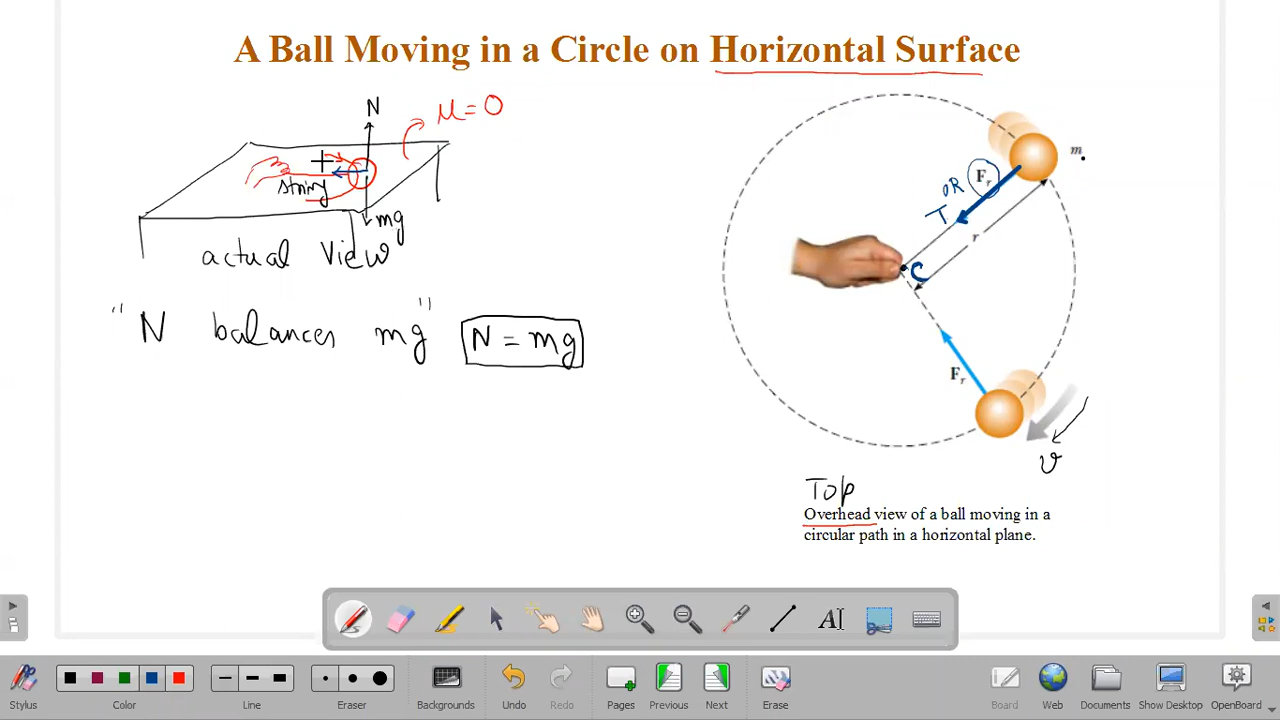 A Ball Moving in a Circle on Horizontal Surface
N
μ = 0
string
mg
actual View
" N balances mg " N = mg
m
Fr
OR
T
r
C
Fr
v
Top
Overhead view of a ball moving in a
circular path in a horizontal plane.
Stylus
Color
Line
Eraser
Backgrounds
Undo
Redo
Pages
Previous
Next
Erase
Board
Web
Documents
Show Desktop
OpenBoard